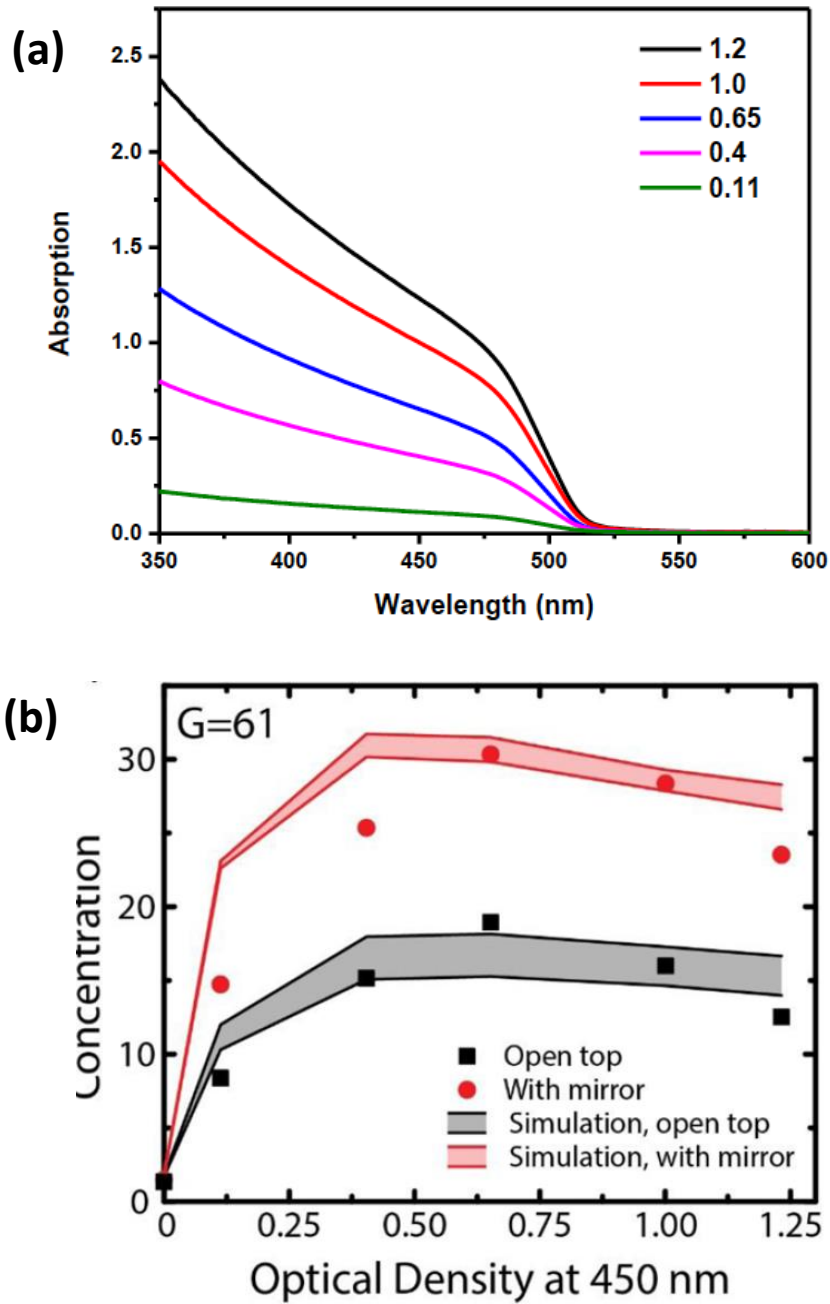 (a)
2.5
2.0
1.5
1.0
0.5
0.0
Absorption
1.2
1.0
0.65
0.4
0.11
350 400 450 500 550 600
Wavelength (nm)
(b)
G=61
30
20
10
0
Concentration
Open top
With mirror
Simulation, open top
Simulation, with mirror
0 0.25 0.50 0.75 1.00 1.25
Optical Density at 450 nm